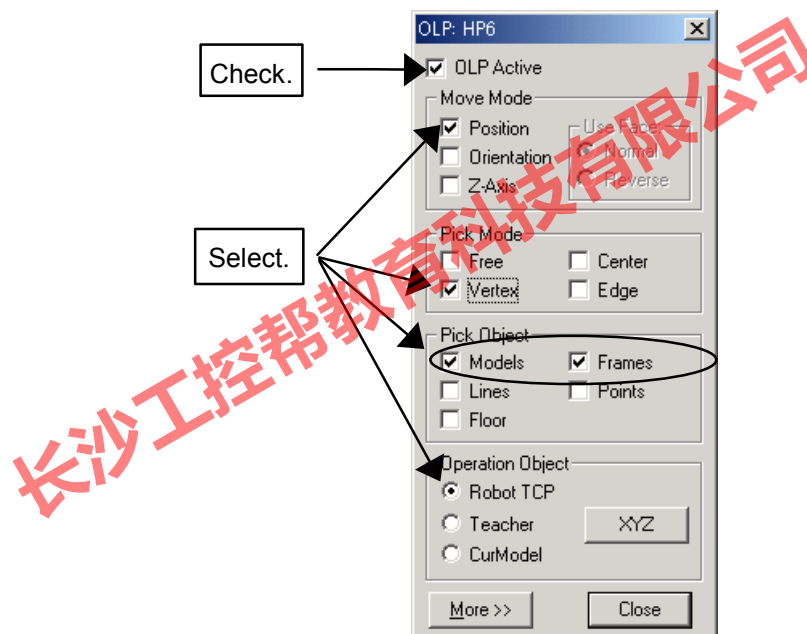 OLP: HP6
Check.
OLP Active
Move Mode
Position
Use Face:
Orientation
Normal
Z-Axis
Reverse
Select.
Pick Mode
Free
Center
Vertex
Edge
Pick Object
Models
Frames
Lines
Points
Floor
Operation Object
Robot TCP
Teacher
XYZ
CurModel
More >>
Close
长沙工控帮教育科技有限公司